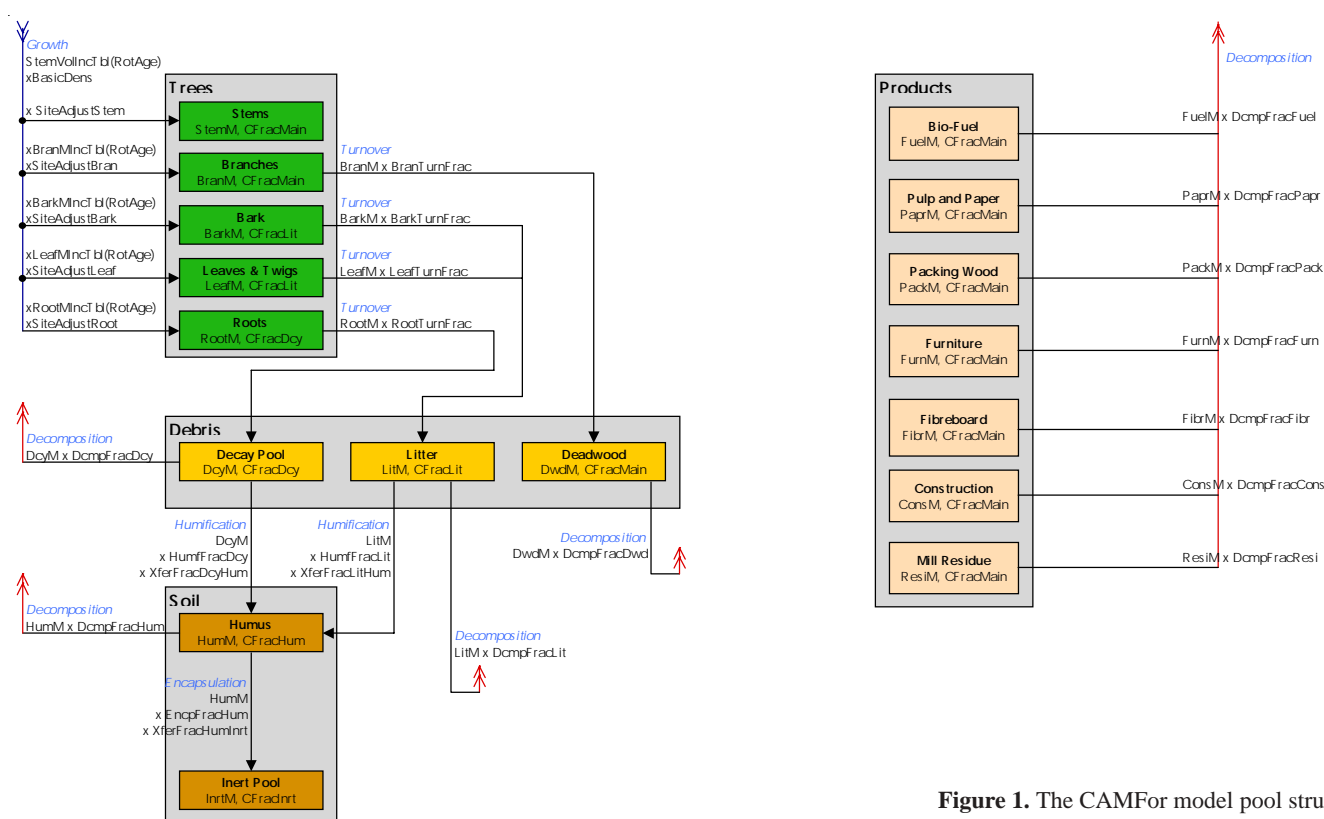 Growth
StemVolIncTbl(RotAge)
xBasicDens
x SiteAdjustStem
xBranMIncTbl(RotAge)
xSiteAdjustBran
xBarkMIncTbl(RotAge)
xSiteAdjustBark
xLeafMIncTbl(RotAge)
xSiteAdjustLeaf
xRootMIncTbl(RotAge)
xSiteAdjustRoot
Trees
Stems
StemM, CFracMain
Branches
BranM, CFracMain
Bark
BarkM, CFracLit
Leaves & Twigs
LeafM, CFracLit
Roots
RootM, CFracDcy
Turnover
BranM x BranTurnFrac
Turnover
BarkM x BarkTurnFrac
Turnover
LeafM x LeafTurnFrac
Turnover
RootM x RootTurnFrac
Decomposition
DcyM x DcmpFracDcy
Debris
Decay Pool
DcyM, CFracDcy
Litter
LitM, CFracLit
Deadwood
DwdM, CFracMain
Humification
DcyM
x HumfFracDcy
x XferFracDcyHum
Humification
LitM
x HumfFracLit
x XferFracLitHum
Decomposition
DwdM x DcmpFracDwd
Decomposition
HumM x DcmpFracHum
Soil
Humus
HumM, CFracHum
Decomposition
LitM x DcmpFracLit
Encapsulation
HumM
x EncpFracHum
x XferFracHumInrt
Inert Pool
InrtM, CFracInrt
Products
Bio-Fuel
FuelM, CFracMain
Pulp and Paper
PaprM, CFracMain
Packing Wood
PackM, CFracMain
Furniture
FurnM, CFracMain
Fibreboard
FibrM, CFracMain
Construction
ConsM, CFracMain
Mill Residue
ResiM, CFracMain
Decomposition
FuelM x DcmpFracFuel
PaprM x DcmpFracPapr
PackM x DcmpFracPack
FurnM x DcmpFracFurn
FibrM x DcmpFracFibr
ConsM x DcmpFracCons
ResiM x DcmpFracResi
Figure 1. The CAMFor model pool stru